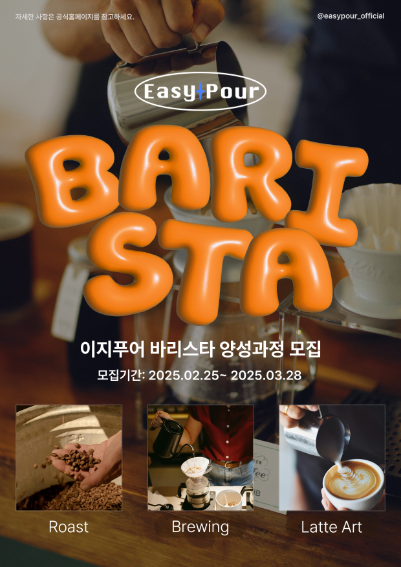 자세한 사항은 공식홈페이지를 참고하세요.
@easypour_official
Easy Pour
BARI
STA
이지푸어 바리스타 양성과정 모집
모집기간: 2025.02.25~ 2025.03.28
Roast
Brewing
Latte Art